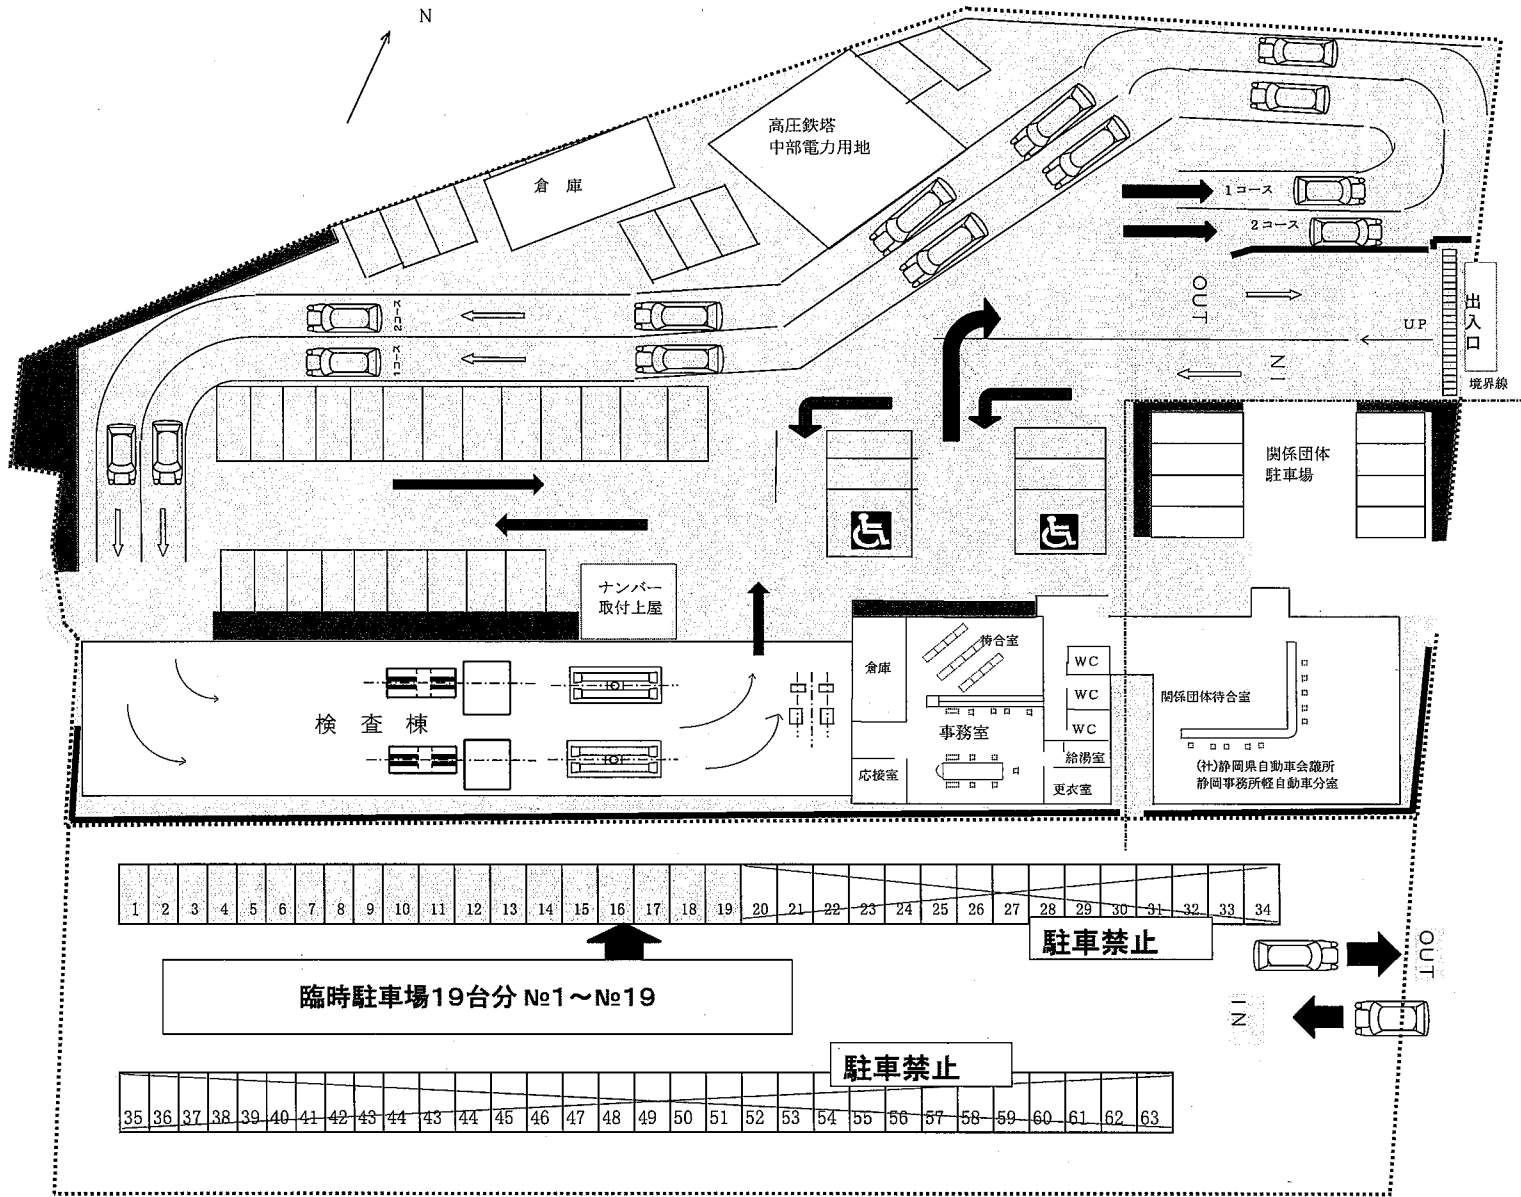 N
高圧鉄塔
中部電力用地
倉 庫
1コース
2コース
OUT
出入口
UP
IN
境界線
2コース
1コース
関係団体
駐車場
ナンバー
取付上屋
検 査 棟
倉庫
待合室
WC
WC
WC
事務室
給湯室
応接室
更衣室
関係団体待合室
(社)静岡県自動車会議所
静岡事務所軽自動車分室
1 2 3 4 5 6 7 8 9 10 11 12 13 14 15 16 17 18 19 20 21 22 23 24 25 26 27 28 29 30 31 32 33 34
駐車禁止
OUT
臨時駐車場19台分 №1～№19
IN
駐車禁止
35 36 37 38 39 40 41 42 43 44 43 44 45 46 47 48 49 50 51 52 53 54 55 56 57 58 59 60 61 62 63